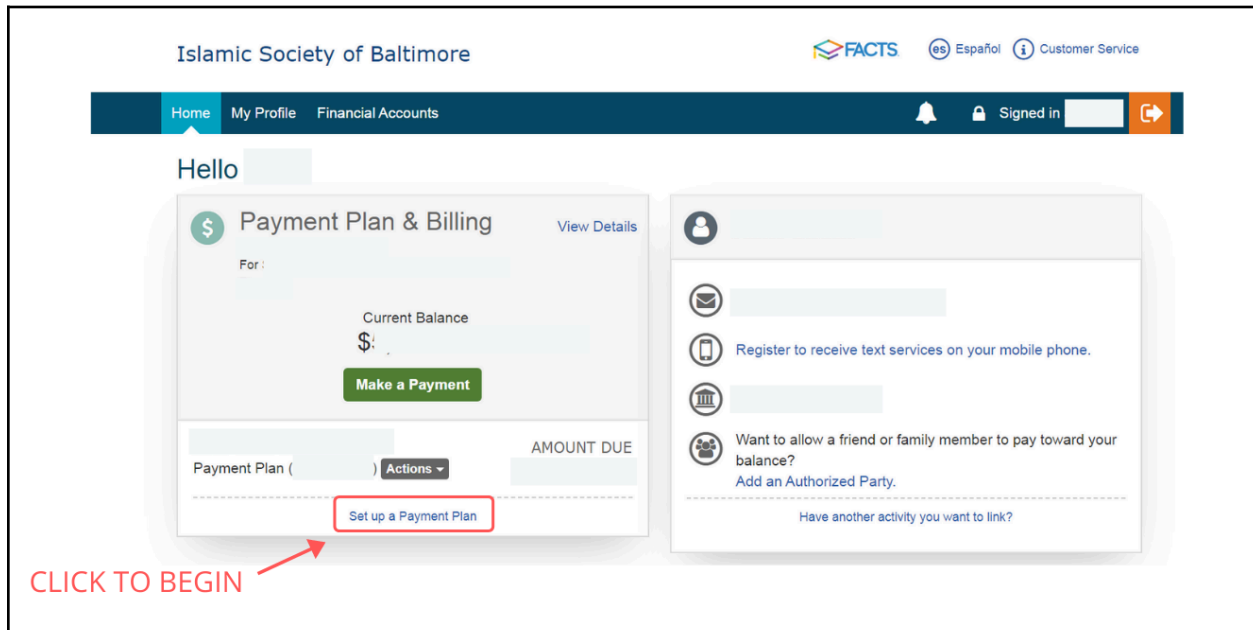 Islamic Society of Baltimore
FACTS
es Español
i Customer Service
Home
My Profile
Financial Accounts
Signed in
Hello
$
Payment Plan & Billing
View Details
For :
Current Balance
$
Make a Payment
AMOUNT DUE
Payment Plan ( )
Actions
Set up a Payment Plan
Register to receive text services on your mobile phone.
Want to allow a friend or family member to pay toward your
balance?
Add an Authorized Party.
Have another activity you want to link?
CLICK TO BEGIN